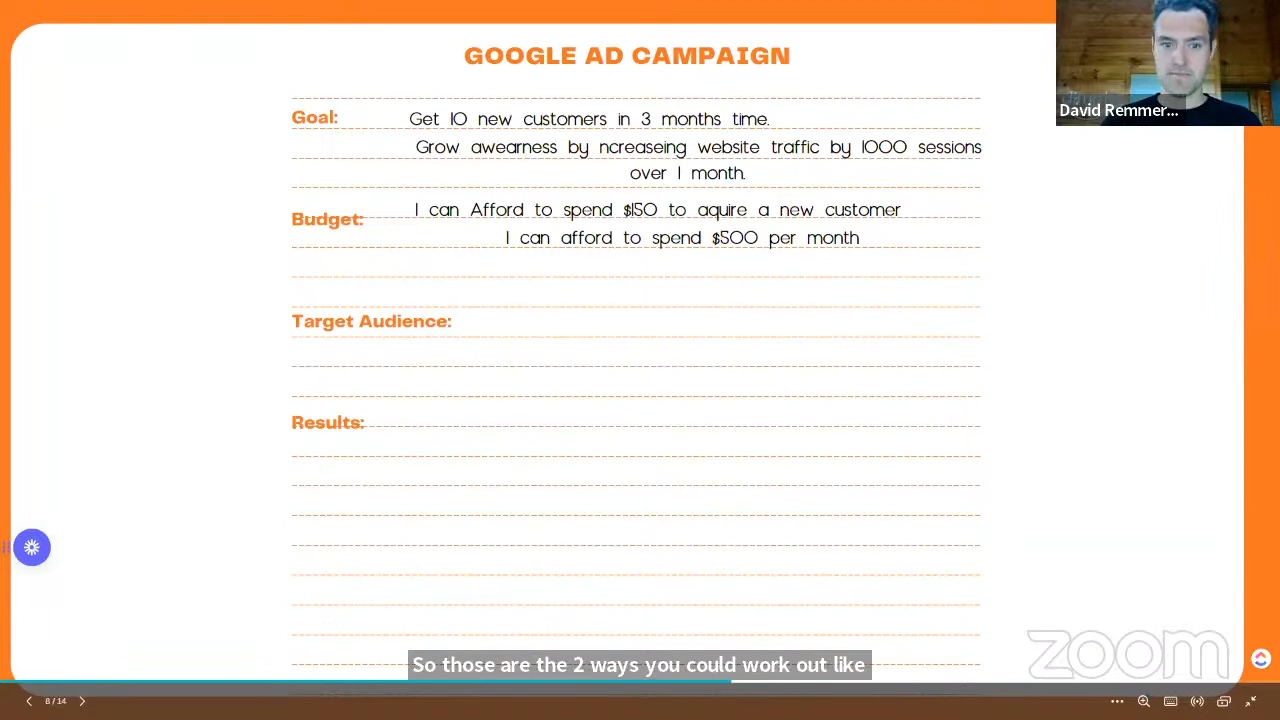 GOOGLE AD CAMPAIGN
David Remmer...
Goal:
Get 10 new customers in 3 months time.
Grow awearness by ncreaseing website traffic by 1000 sessions
over 1 month.
Budget:
I can Afford to spend $150 to aquire a new customer
I can afford to spend $500 per month
Target Audience:
Results:
zoom
So those are the 2 ways you could work out like
8 / 14